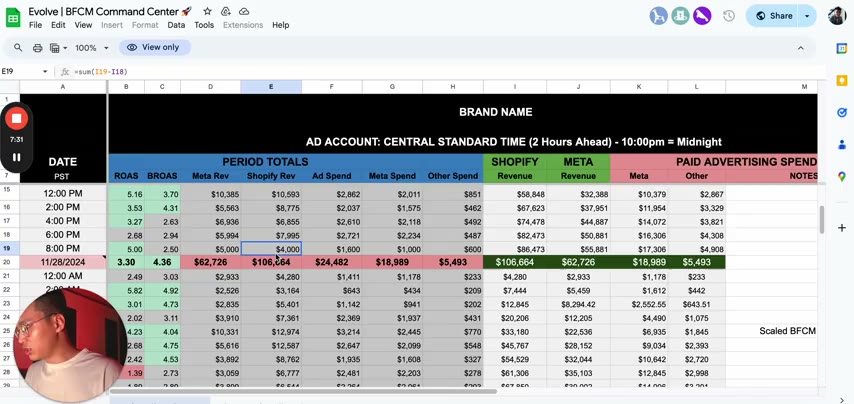 Evolve | BFCM Command Center 🚀
File Edit View Insert Format Data Tools Extensions Help
Share
100% View only
E19 fx =sum(I19-I18)
A B C D E F G H I J K L M
1 BRAND NAME
AD ACCOUNT: CENTRAL STANDARD TIME (2 Hours Ahead) - 10:00pm = Midnight
DATE PERIOD TOTALS SHOPIFY META PAID ADVERTISING SPEND
7 PST ROAS BROAS Meta Rev Shopify Rev Ad Spend Meta Spend Other Spend Revenue Revenue Meta Other NOTES
15 12:00 PM 5.16 3.70 $10,385 $10,593 $2,862 $2,011 $851 $58,848 $32,388 $10,379 $2,867
16 2:00 PM 3.53 4.31 $5,563 $8,775 $2,037 $1,575 $462 $67,623 $37,951 $11,954 $3,329
17 4:00 PM 3.27 2.63 $6,936 $6,855 $2,610 $2,118 $492 $74,478 $44,887 $14,072 $3,821
18 6:00 PM 2.68 2.94 $5,994 $7,995 $2,721 $2,234 $487 $82,473 $50,881 $16,306 $4,308
19 8:00 PM 5.00 2.50 $5,000 $4,000 $1,600 $1,000 $600 $86,473 $55,881 $17,306 $4,908
20 11/28/2024 3.30 4.36 $62,726 $106,664 $24,482 $18,989 $5,493 $106,664 $62,726 $18,989 $5,493
21 12:00 AM 2.49 3.03 $2,933 $4,280 $1,411 $1,178 $233 $4,280 $2,933 $1,178 $233
5.82 4.92 $2,526 $3,164 $643 $434 $209 $7,444 $5,459 $1,612 $442
23 3.01 4.73 $2,835 $5,401 $1,142 $941 $202 $12,845 $8,294.42 $2,552.55 $643.51
2.02 3.11 $3,910 $7,361 $2,369 $1,937 $431 $20,206 $12,205 $4,490 $1,075
25 4.23 4.04 $10,331 $12,974 $3,214 $2,445 $770 $33,180 $22,536 $6,935 $1,845 Scaled BFCM
26 2.68 4.75 $5,616 $12,587 $2,647 $2,099 $548 $45,767 $28,152 $9,034 $2,393
27 2.42 4.53 $3,892 $8,762 $1,935 $1,608 $327 $54,529 $32,044 $10,642 $2,720
28 1.39 2.73 $3,059 $6,777 $2,481 $2,203 $278 $61,306 $35,103 $12,845 $2,998
7:31